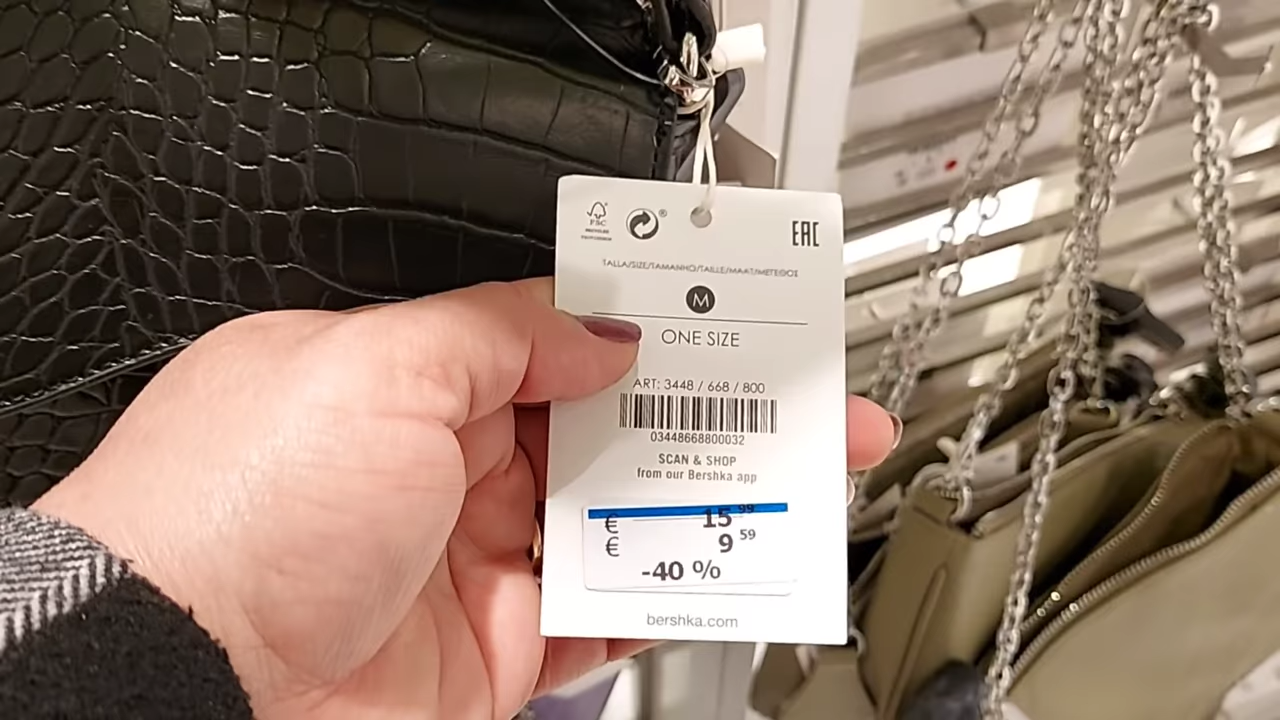 FSC
®
EAC
TALLA/SIZE/TAMANHO/TAILLE/MAAT/ΜΕΓΕΘΟΣ
M
ONE SIZE
ART: 3448 / 668 / 800
03448668800032
SCAN & SHOP
from our Bershka app
€ 15 99
€ 9 59
-40 %
bershka.com